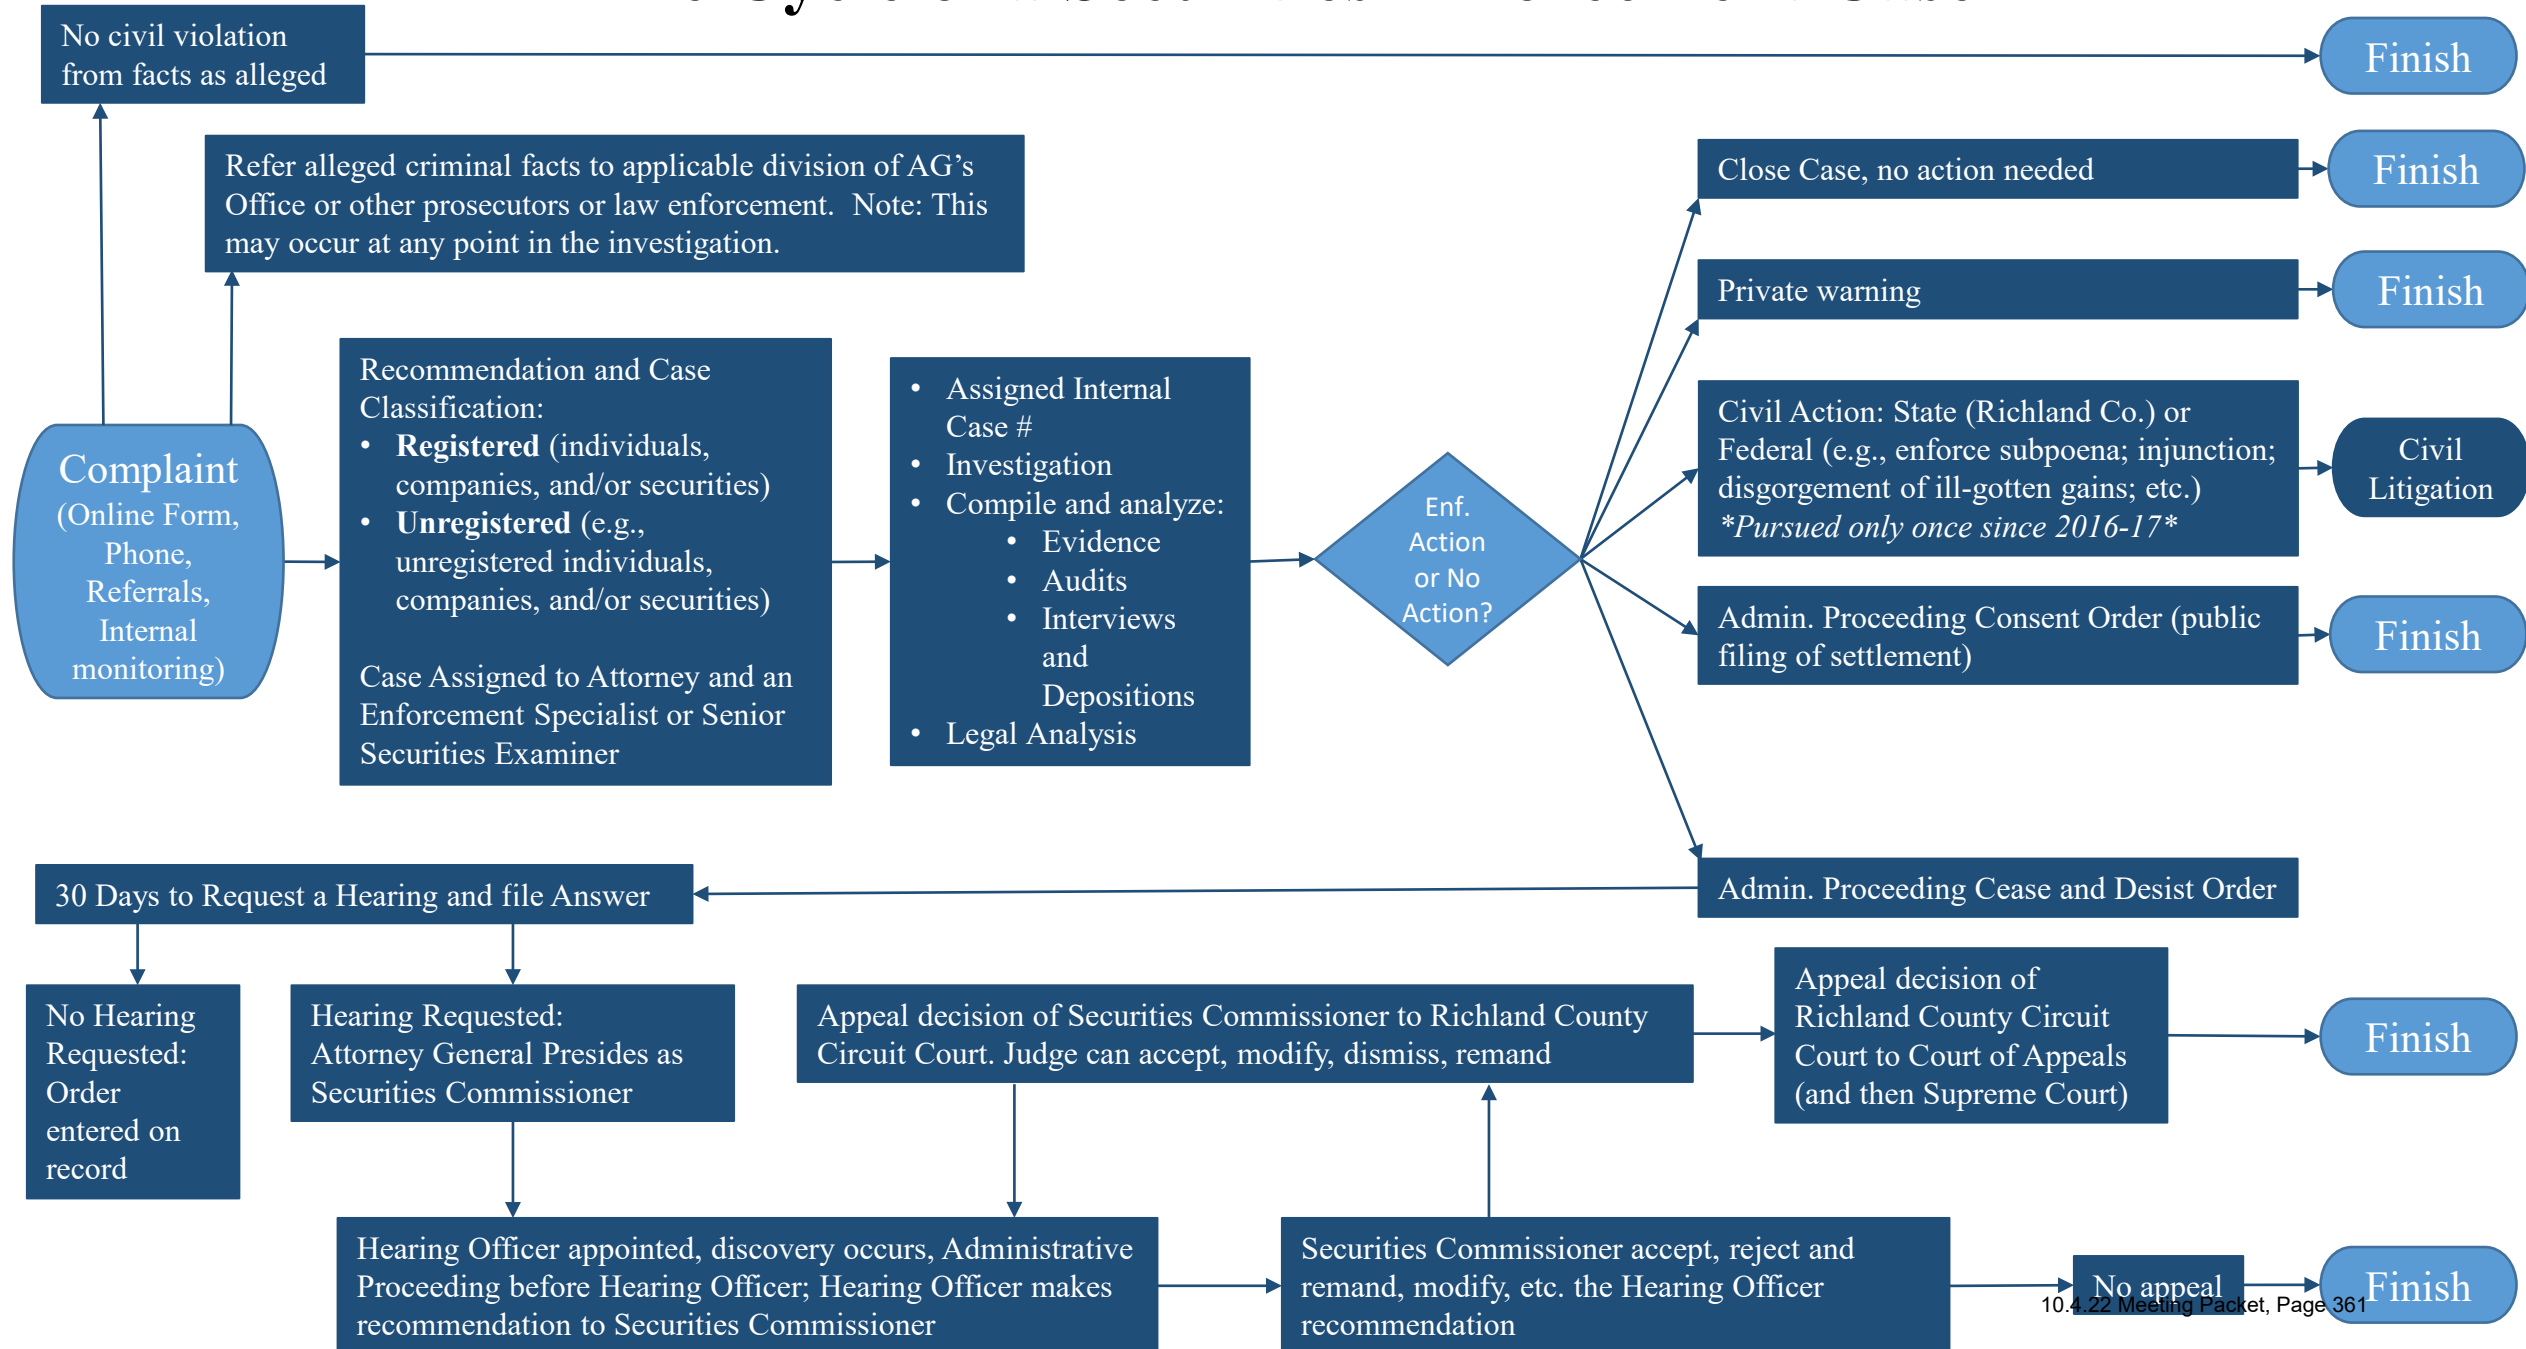 No civil violation
from facts as alleged
Finish
Refer alleged criminal facts to applicable division of AG’s
Office or other prosecutors or law enforcement.  Note: This
may occur at any point in the investigation.
Close Case, no action needed
Finish
Private warning
Finish
Complaint
(Online Form,
Phone,
Referrals,
Internal
monitoring)
Recommendation and Case
Classification:
• Registered (individuals,
companies, and/or securities)
• Unregistered (e.g.,
unregistered individuals,
companies, and/or securities)
Case Assigned to Attorney and an
Enforcement Specialist or Senior
Securities Examiner
• Assigned Internal
Case #
• Investigation
• Compile and analyze:
• Evidence
• Audits
• Interviews
and
Depositions
• Legal Analysis
Enf.
Action
or No
Action?
Civil Action: State (Richland Co.) or
Federal (e.g., enforce subpoena; injunction;
disgorgement of ill-gotten gains; etc.)
*Pursued only once since 2016-17*
Civil
Litigation
Admin. Proceeding Consent Order (public
filing of settlement)
Finish
Admin. Proceeding Cease and Desist Order
30 Days to Request a Hearing and file Answer
No Hearing
Requested:
Order
entered on
record
Hearing Requested:
Attorney General Presides as
Securities Commissioner
Appeal decision of Securities Commissioner to Richland County
Circuit Court. Judge can accept, modify, dismiss, remand
Appeal decision of
Richland County Circuit
Court to Court of Appeals
(and then Supreme Court)
Finish
Hearing Officer appointed, discovery occurs, Administrative
Proceeding before Hearing Officer; Hearing Officer makes
recommendation to Securities Commissioner
Securities Commissioner accept, reject and
remand, modify, etc. the Hearing Officer
recommendation
No appeal
Finish
10.4.22 Meeting Packet, Page 361